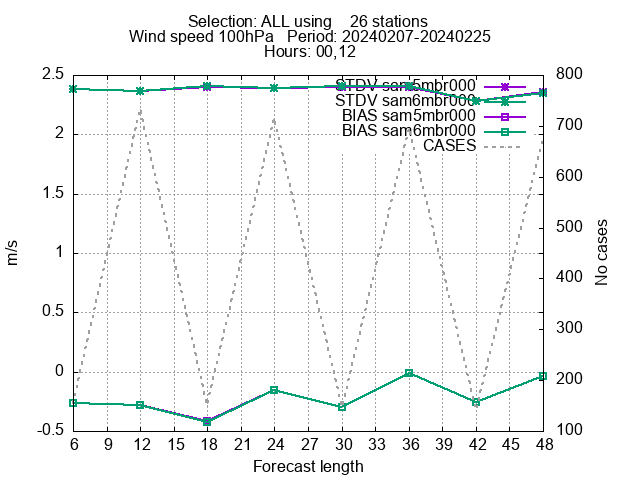 Selection: ALL using 26 stations
Wind speed 100hPa Period: 20240207-20240225
Hours: 00,12
STDV sam5mbr000
STDV sam6mbr000
BIAS sam5mbr000
BIAS sam6mbr000
CASES
2.5
2
1.5
1
0.5
0
-0.5
m/s
800
700
600
500
400
300
200
100
No cases
6 9 12 15 18 21 24 27 30 33 36 39 42 45 48
Forecast length